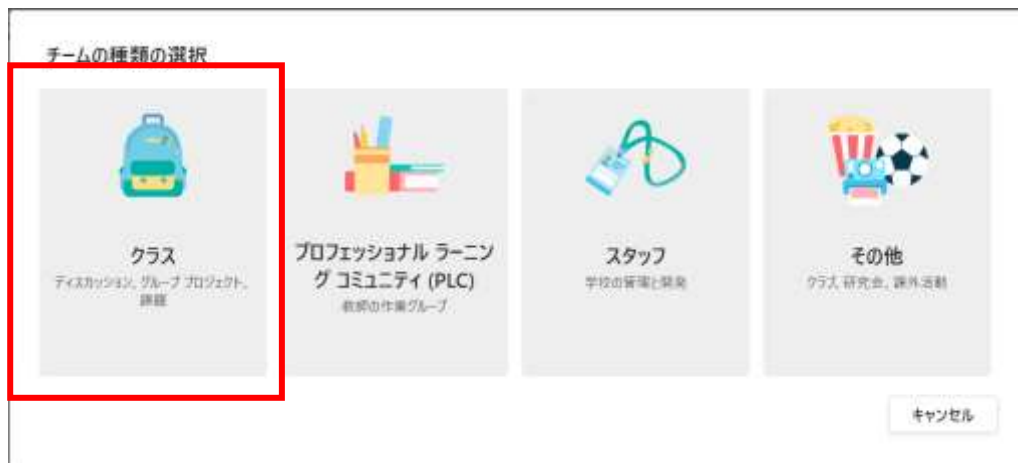 チームの種類の選択
クラス
ディスカッション, グループ プロジェクト,
課題
プロフェッショナル ラーニン
グ コミュニティ (PLC)
教師の作業グループ
スタッフ
学校の管理と開発
その他
クラブ, 研究会, 課外活動
キャンセル